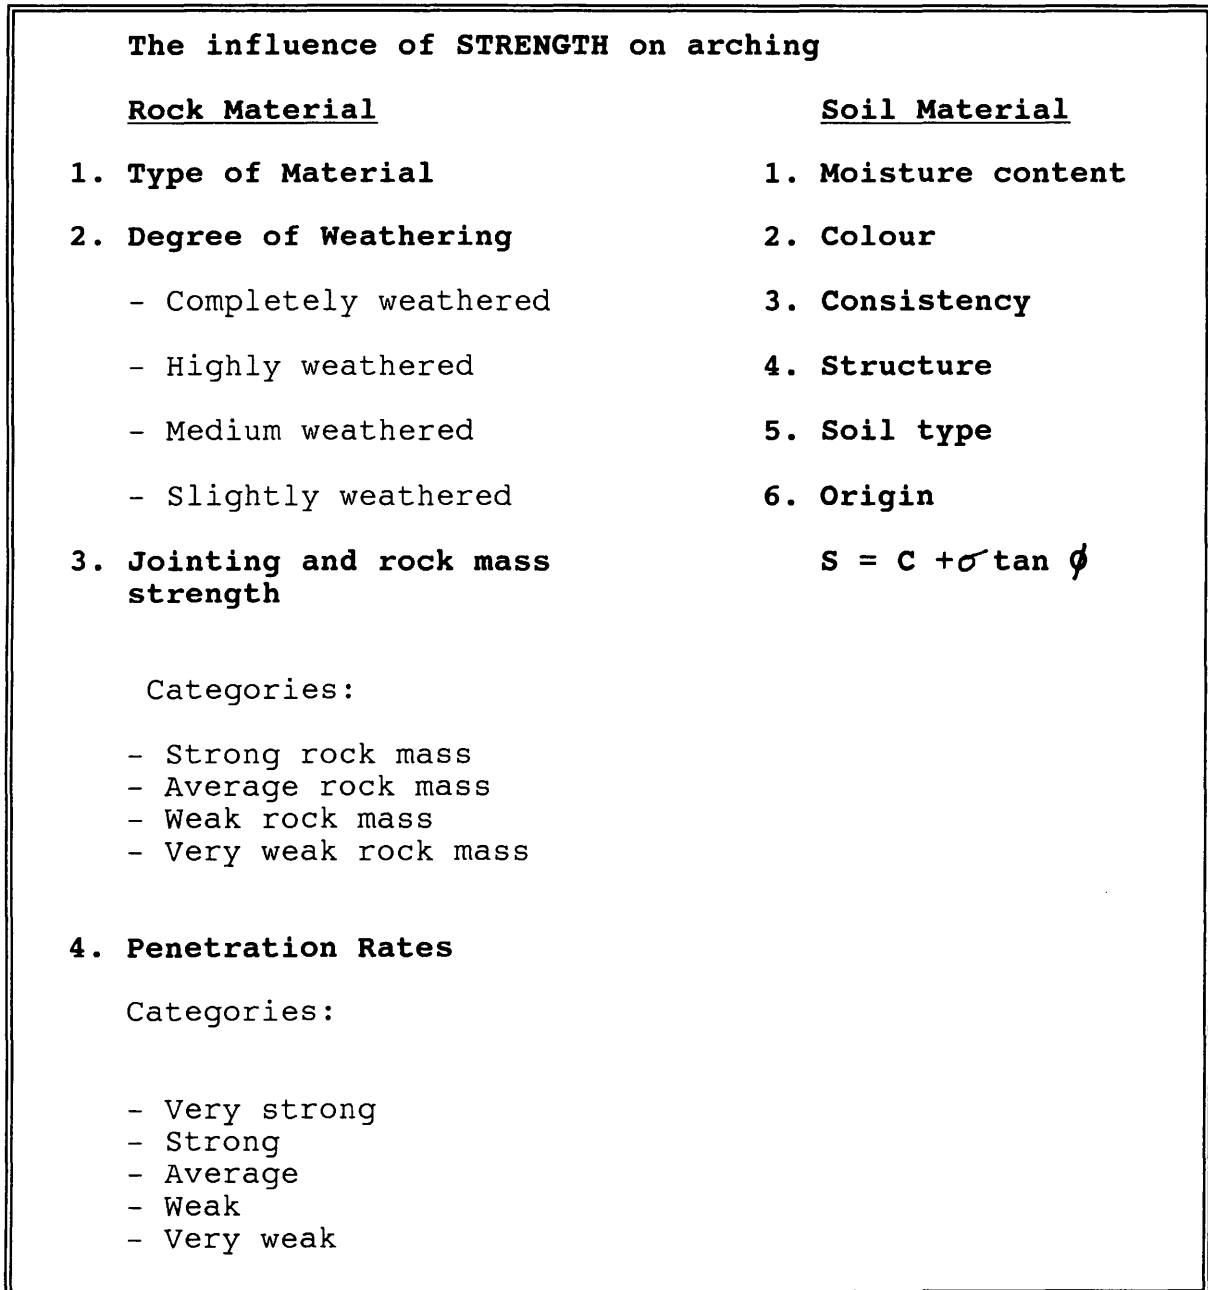 The influence of STRENGTH on arching
Rock Material
1. Type of Material
2. Degree of Weathering
- Completely weathered
- Highly weathered
- Medium weathered
- Slightly weathered
3. Jointing and rock mass
strength
Categories:
- Strong rock mass
- Average rock mass
- Weak rock mass
- Very weak rock mass
4. Penetration Rates
Categories:
- Very strong
- Strong
- Average
- Weak
- Very weak
Soil Material
1. Moisture content
2. Colour
3. Consistency
4. Structure
5. Soil type
6. Origin
S = C +σ tan ϕ